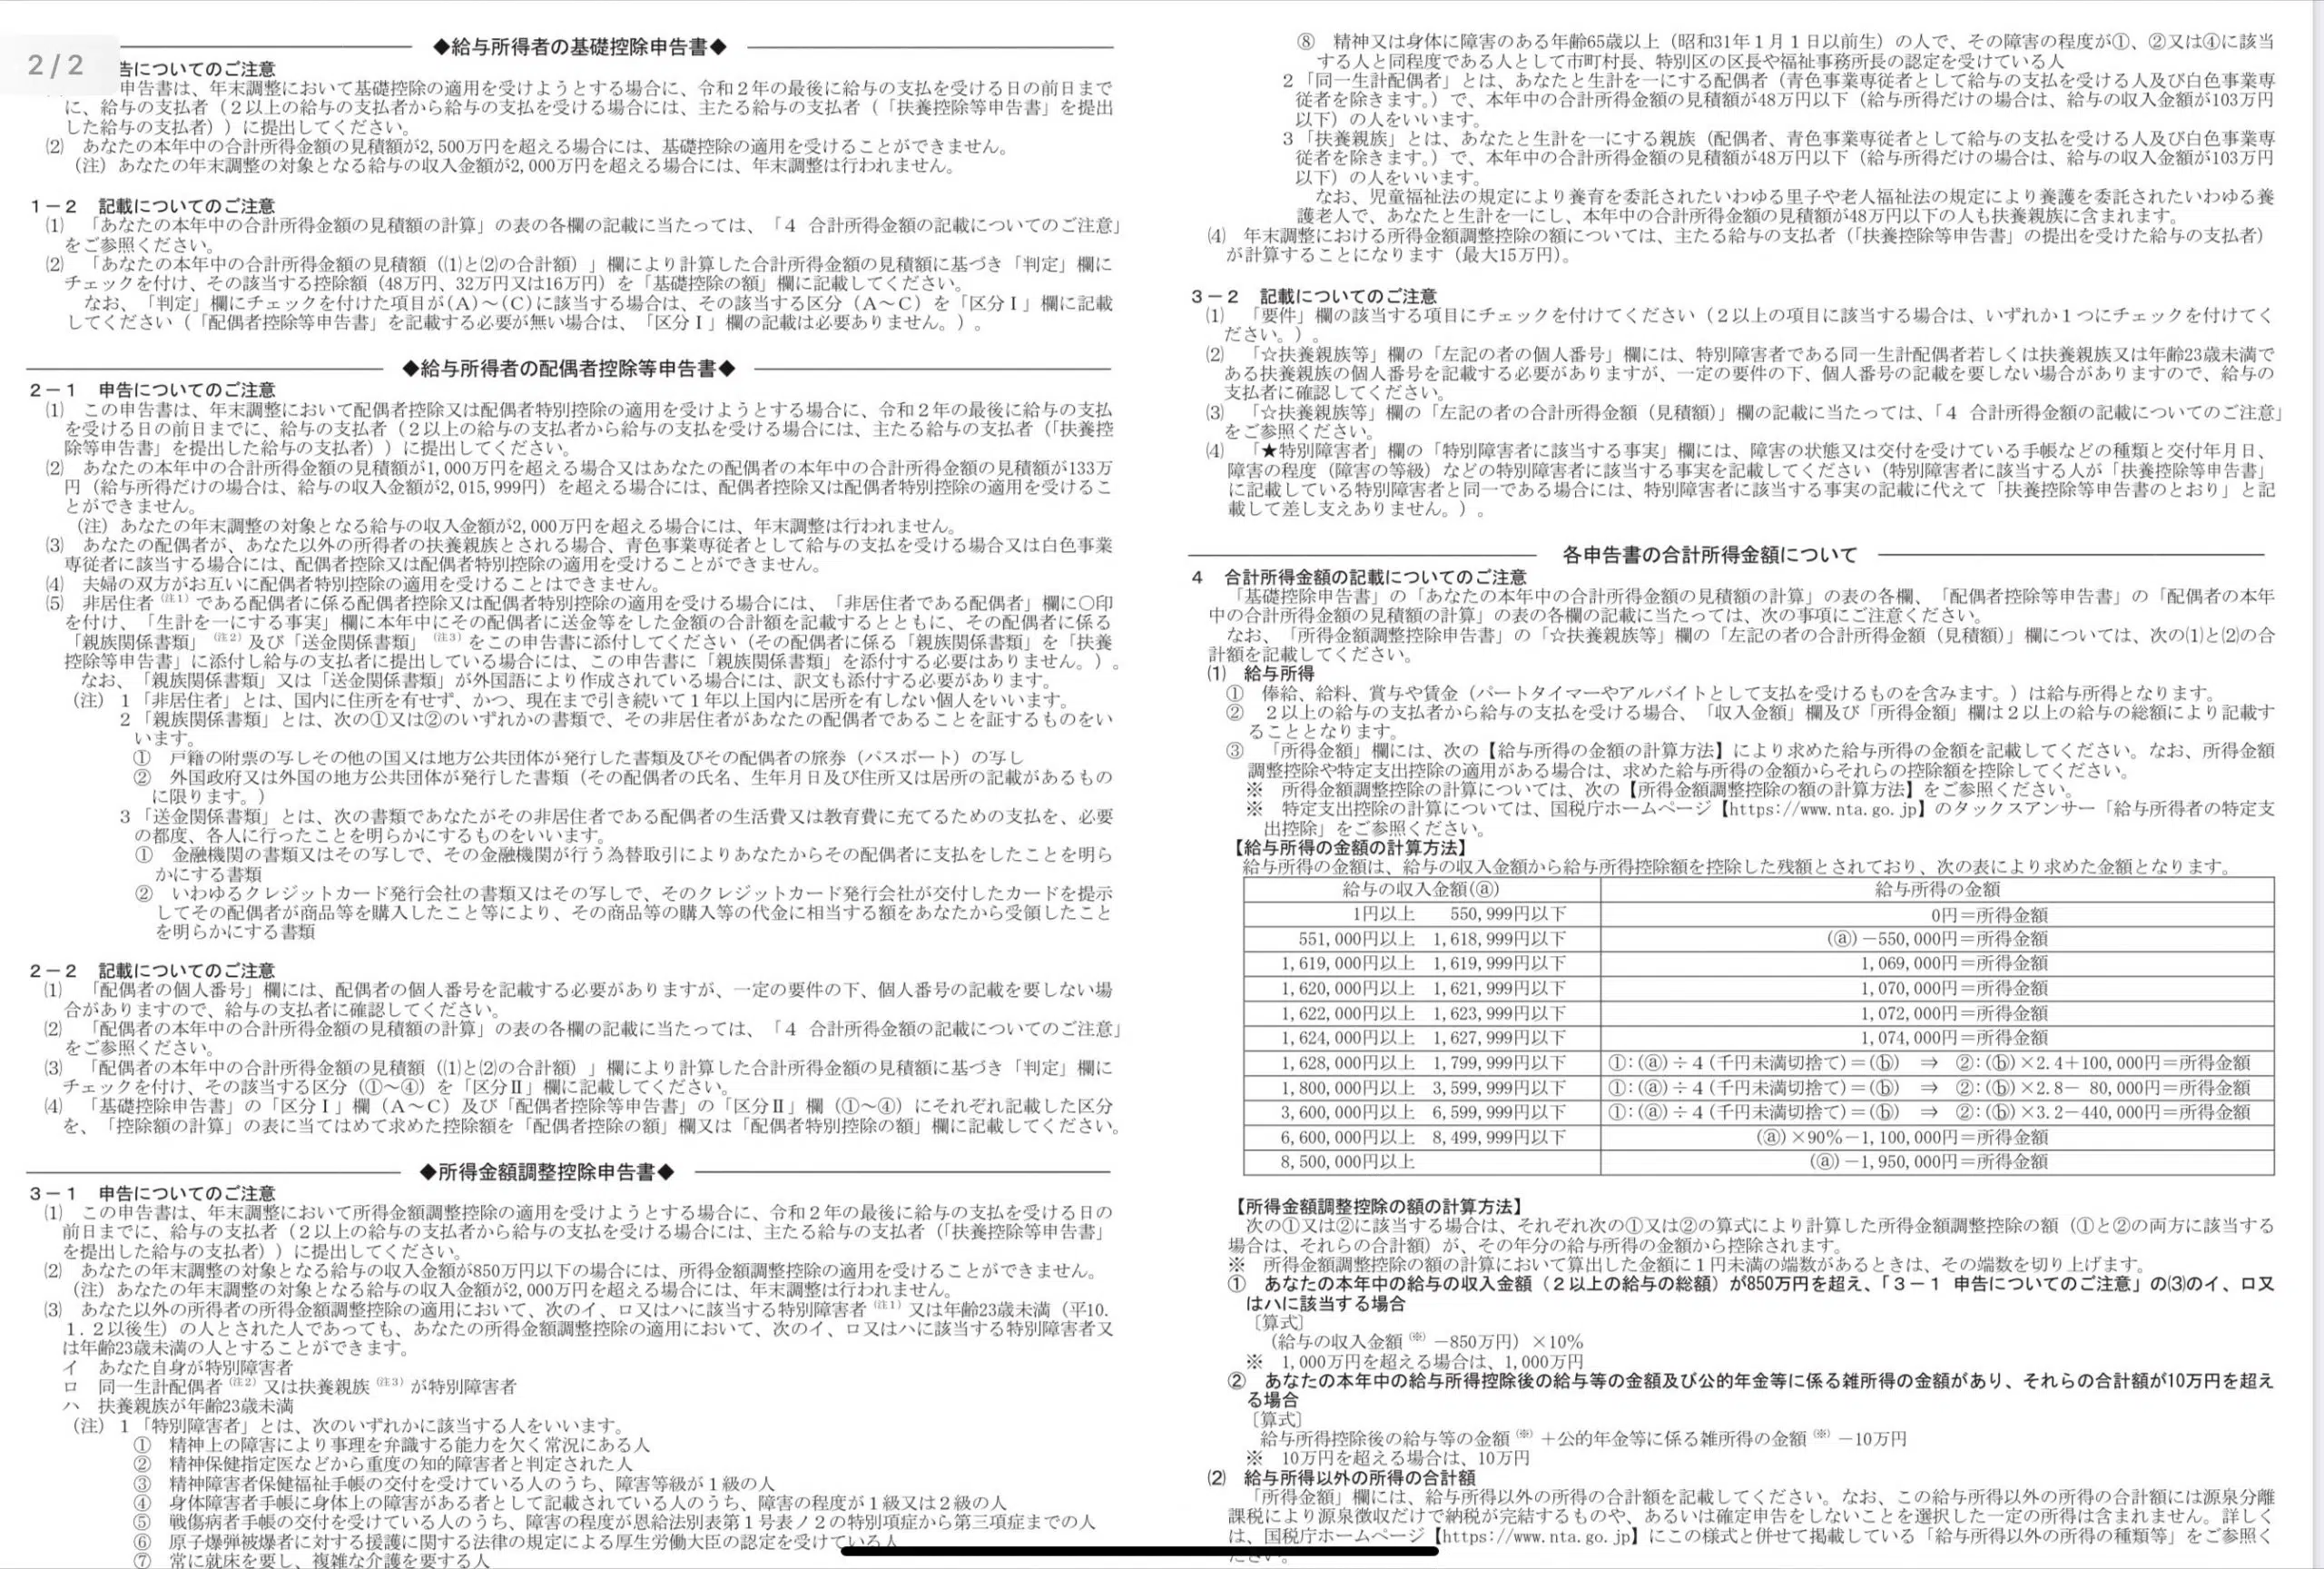 2/2
◆給与所得者の基礎控除申告書◆
告についてのご注意
申告書は、年末調整において基礎控除の適用を受けようとする場合に、令和2年の最後に給与の支払を受ける日の前日まで
に、給与の支払者（2以上の給与の支払者から給与の支払を受ける場合には、主たる給与の支払者（「扶養控除等申告書」を提出
した給与の支払者））に提出してください。
⑵　あなたの本年中の合計所得金額の見積額が2,500万円を超える場合には、基礎控除の適用を受けることができません。
（注）あなたの年末調整の対象となる給与の収入金額が2,000万円を超える場合には、年末調整は行われません。
1－2　記載についてのご注意
⑴　「あなたの本年中の合計所得金額の見積額の計算」の表の各欄の記載に当たっては、「4 合計所得金額の記載についてのご注意」
をご参照ください。
⑵　「あなたの本年中の合計所得金額の見積額（⑴と⑵の合計額）」欄により計算した合計所得金額の見積額に基づき「判定」欄に
チェックを付け、その該当する控除額（48万円、32万円又は16万円）を「基礎控除の額」欄に記載してください。
なお、「判定」欄にチェックを付けた項目が(A)～(C)に該当する場合は、その該当する区分（A～C）を「区分Ⅰ」欄に記載
してください（「配偶者控除等申告書」を記載する必要が無い場合は、「区分Ⅰ」欄の記載は必要ありません。）。
◆給与所得者の配偶者控除等申告書◆
2－1　申告についてのご注意
⑴　この申告書は、年末調整において配偶者控除又は配偶者特別控除の適用を受けようとする場合に、令和2年の最後に給与の支払
を受ける日の前日までに、給与の支払者（2以上の給与の支払者から給与の支払を受ける場合には、主たる給与の支払者（「扶養控
除等申告書」を提出した給与の支払者））に提出してください。
⑵　あなたの本年中の合計所得金額の見積額が1,000万円を超える場合又はあなたの配偶者の本年中の合計所得金額の見積額が133万
円（給与所得だけの場合は、給与の収入金額が2,015,999円）を超える場合には、配偶者控除又は配偶者特別控除の適用を受けるこ
とができません。
（注）あなたの年末調整の対象となる給与の収入金額が2,000万円を超える場合には、年末調整は行われません。
⑶　あなたの配偶者が、あなた以外の所得者の扶養親族とされる場合、青色事業専従者として給与の支払を受ける場合又は白色事業
専従者に該当する場合には、配偶者控除又は配偶者特別控除の適用を受けることができません。
⑷　夫婦の双方がお互いに配偶者特別控除の適用を受けることはできません。
⑸　非居住者（注1）である配偶者に係る配偶者控除又は配偶者特別控除の適用を受ける場合には、「非居住者である配偶者」欄に○印
を付け、「生計を一にする事実」欄に本年中にその配偶者に送金等をした金額の合計額を記載するとともに、その配偶者に係る
「親族関係書類」（注2）及び「送金関係書類」（注3）をこの申告書に添付してください（その配偶者に係る「親族関係書類」を「扶養
控除等申告書」に添付し給与の支払者に提出している場合には、この申告書に「親族関係書類」を添付する必要はありません。）。
なお、「親族関係書類」又は「送金関係書類」が外国語により作成されている場合には、訳文も添付する必要があります。
（注）1「非居住者」とは、国内に住所を有せず、かつ、現在まで引き続いて1年以上国内に居所を有しない個人をいいます。
2「親族関係書類」とは、次の①又は②のいずれかの書類で、その非居住者があなたの配偶者であることを証するものをい
います。
①　戸籍の附票の写しその他の国又は地方公共団体が発行した書類及びその配偶者の旅券（パスポート）の写し
②　外国政府又は外国の地方公共団体が発行した書類（その配偶者の氏名、生年月日及び住所又は居所の記載があるもの
に限ります。）
3「送金関係書類」とは、次の書類であなたがその非居住者である配偶者の生活費又は教育費に充てるための支払を、必要
の都度、各人に行ったことを明らかにするものをいいます。
①　金融機関の書類又はその写しで、その金融機関が行う為替取引によりあなたからその配偶者に支払をしたことを明ら
かにする書類
②　いわゆるクレジットカード発行会社の書類又はその写しで、そのクレジットカード発行会社が交付したカードを提示
してその配偶者が商品等を購入したこと等により、その商品等の購入等の代金に相当する額をあなたから受領したこと
を明らかにする書類
2－2　記載についてのご注意
⑴　「配偶者の個人番号」欄には、配偶者の個人番号を記載する必要がありますが、一定の要件の下、個人番号の記載を要しない場
合がありますので、給与の支払者に確認してください。
⑵　「配偶者の本年中の合計所得金額の見積額の計算」の表の各欄の記載に当たっては、「4 合計所得金額の記載についてのご注意」
をご参照ください。
⑶　「配偶者の本年中の合計所得金額の見積額（⑴と⑵の合計額）」欄により計算した合計所得金額の見積額に基づき「判定」欄に
チェックを付け、その該当する区分（①～④）を「区分Ⅱ」欄に記載してください。
⑷　「基礎控除申告書」の「区分Ⅰ」欄（A～C）及び「配偶者控除等申告書」の「区分Ⅱ」欄（①～④）にそれぞれ記載した区分
を、「控除額の計算」の表に当てはめて求めた控除額を「配偶者控除の額」欄又は「配偶者特別控除の額」欄に記載してください。
◆所得金額調整控除申告書◆
3－1　申告についてのご注意
⑴　この申告書は、年末調整において所得金額調整控除の適用を受けようとする場合に、令和2年の最後に給与の支払を受ける日の
前日までに、給与の支払者（2以上の給与の支払者から給与の支払を受ける場合には、主たる給与の支払者（「扶養控除等申告書」
を提出した給与の支払者））に提出してください。
⑵　あなたの年末調整の対象となる給与の収入金額が850万円以下の場合には、所得金額調整控除の適用を受けることができません。
（注）あなたの年末調整の対象となる給与の収入金額が2,000万円を超える場合には、年末調整は行われません。
⑶　あなた以外の所得者の所得金額調整控除の適用において、次のイ、ロ又はハに該当する特別障害者（注1）又は年齢23歳未満（平10.
1.2以後生）の人とされた人であっても、あなたの所得金額調整控除の適用において、次のイ、ロ又はハに該当する特別障害者又
は年齢23歳未満の人とすることができます。
イ　あなた自身が特別障害者
ロ　同一生計配偶者（注2）又は扶養親族（注3）が特別障害者
ハ　扶養親族が年齢23歳未満
（注）1「特別障害者」とは、次のいずれかに該当する人をいいます。
①　精神上の障害により事理を弁識する能力を欠く常況にある人
②　精神保健指定医などから重度の知的障害者と判定された人
③　精神障害者保健福祉手帳の交付を受けている人のうち、障害等級が1級の人
④　身体障害者手帳に身体上の障害がある者として記載されている人のうち、障害の程度が1級又は2級の人
⑤　戦傷病者手帳の交付を受けている人のうち、障害の程度が恩給法別表第1号表ノ2の特別項症から第三項症までの人
⑥　原子爆弾被爆者に対する援護に関する法律の規定による厚生労働大臣の認定を受けている人
⑦　常に就床を要し、複雑な介護を要する人
⑧　精神又は身体に障害のある年齢65歳以上（昭和31年1月1日以前生）の人で、その障害の程度が①、②又は④に該当
する人と同程度である人として市町村長、特別区の区長や福祉事務所長の認定を受けている人
2「同一生計配偶者」とは、あなたと生計を一にする配偶者（青色事業専従者として給与の支払を受ける人及び白色事業専
従者を除きます。）で、本年中の合計所得金額の見積額が48万円以下（給与所得だけの場合は、給与の収入金額が103万円
以下）の人をいいます。
3「扶養親族」とは、あなたと生計を一にする親族（配偶者、青色事業専従者として給与の支払を受ける人及び白色事業専
従者を除きます。）で、本年中の合計所得金額の見積額が48万円以下（給与所得だけの場合は、給与の収入金額が103万円
以下）の人をいいます。
なお、児童福祉法の規定により養育を委託されたいわゆる里子や老人福祉法の規定により養護を委託されたいわゆる養
護老人で、あなたと生計を一にし、本年中の合計所得金額の見積額が48万円以下の人も扶養親族に含まれます。
⑷　年末調整における所得金額調整控除の額については、主たる給与の支払者（「扶養控除等申告書」の提出を受けた給与の支払者）
が計算することになります（最大15万円）。
3－2　記載についてのご注意
⑴　「要件」欄の該当する項目にチェックを付けてください（2以上の項目に該当する場合は、いずれか1つにチェックを付けてく
ださい。）。
⑵　「☆扶養親族等」欄の「左記の者の個人番号」欄には、特別障害者である同一生計配偶者若しくは扶養親族又は年齢23歳未満で
ある扶養親族の個人番号を記載する必要がありますが、一定の要件の下、個人番号の記載を要しない場合がありますので、給与の
支払者に確認してください。
⑶　「☆扶養親族等」欄の「左記の者の合計所得金額（見積額）」欄の記載に当たっては、「4 合計所得金額の記載についてのご注意」
をご参照ください。
⑷　「★特別障害者」欄の「特別障害者に該当する事実」欄には、障害の状態又は交付を受けている手帳などの種類と交付年月日、
障害の程度（障害の等級）などの特別障害者に該当する事実を記載してください（特別障害者に該当する人が「扶養控除等申告書」
に記載している特別障害者と同一である場合には、特別障害者に該当する事実の記載に代えて「扶養控除等申告書のとおり」と記
載して差し支えありません。）。
各申告書の合計所得金額について
4　合計所得金額の記載についてのご注意
「基礎控除申告書」の「あなたの本年中の合計所得金額の見積額の計算」の表の各欄、「配偶者控除等申告書」の「配偶者の本年
中の合計所得金額の見積額の計算」の表の各欄の記載に当たっては、次の事項にご注意ください。
なお、「所得金額調整控除申告書」の「☆扶養親族等」欄の「左記の者の合計所得金額（見積額）」欄については、次の⑴と⑵の合
計額を記載してください。
⑴　給与所得
①　俸給、給料、賞与や賃金（パートタイマーやアルバイトとして支払を受けるものを含みます。）は給与所得となります。
②　2以上の給与の支払者から給与の支払を受ける場合、「収入金額」欄及び「所得金額」欄は2以上の給与の総額により記載す
ることとなります。
③　「所得金額」欄には、次の【給与所得の金額の計算方法】により求めた給与所得の金額を記載してください。なお、所得金額
調整控除や特定支出控除の適用がある場合は、求めた給与所得の金額からそれらの控除額を控除してください。
※　所得金額調整控除の計算については、次の【所得金額調整控除の額の計算方法】をご参照ください。
※　特定支出控除の計算については、国税庁ホームページ【https://www.nta.go.jp】のタックスアンサー「給与所得者の特定支
出控除」をご参照ください。
【給与所得の金額の計算方法】
給与所得の金額は、給与の収入金額から給与所得控除額を控除した残額とされており、次の表により求めた金額となります。
給与の収入金額(ⓐ)　給与所得の金額
1円以上　550,999円以下　0円＝所得金額
551,000円以上　1,618,999円以下　(ⓐ)－550,000円＝所得金額
1,619,000円以上　1,619,999円以下　1,069,000円＝所得金額
1,620,000円以上　1,621,999円以下　1,070,000円＝所得金額
1,622,000円以上　1,623,999円以下　1,072,000円＝所得金額
1,624,000円以上　1,627,999円以下　1,074,000円＝所得金額
1,628,000円以上　1,799,999円以下　①:(ⓐ)÷4(千円未満切捨て)＝(ⓑ)　⇒　②:(ⓑ)×2.4＋100,000円＝所得金額
1,800,000円以上　3,599,999円以下　①:(ⓐ)÷4(千円未満切捨て)＝(ⓑ)　⇒　②:(ⓑ)×2.8－ 80,000円＝所得金額
3,600,000円以上　6,599,999円以下　①:(ⓐ)÷4(千円未満切捨て)＝(ⓑ)　⇒　②:(ⓑ)×3.2－440,000円＝所得金額
6,600,000円以上　8,499,999円以下　(ⓐ)×90％－1,100,000円＝所得金額
8,500,000円以上　(ⓐ)－1,950,000円＝所得金額
【所得金額調整控除の額の計算方法】
次の①又は②に該当する場合は、それぞれ次の①又は②の算式により計算した所得金額調整控除の額（①と②の両方に該当する
場合は、それらの合計額）が、その年分の給与所得の金額から控除されます。
※　所得金額調整控除の額の計算において算出した金額に1円未満の端数があるときは、その端数を切り上げます。
①　あなたの本年中の給与の収入金額（2以上の給与の総額）が850万円を超え、「3－1 申告についてのご注意」の⑶のイ、ロ又
はハに該当する場合
〔算式〕
（給与の収入金額（※）－850万円）×10％
※　1,000万円を超える場合は、1,000万円
②　あなたの本年中の給与所得控除後の給与等の金額及び公的年金等に係る雑所得の金額があり、それらの合計額が10万円を超え
る場合
〔算式〕
給与所得控除後の給与等の金額（※）＋公的年金等に係る雑所得の金額（※）－10万円
※　10万円を超える場合は、10万円
⑵　給与所得以外の所得の合計額
「所得金額」欄には、給与所得以外の所得の合計額を記載してください。なお、この給与所得以外の所得の合計額には源泉分離
課税により源泉徴収だけで納税が完結するものや、あるいは確定申告をしないことを選択した一定の所得は含まれません。詳しく
は、国税庁ホームページ【https://www.nta.go.jp】にこの様式と併せて掲載している「給与所得以外の所得の種類等」をご参照く
ださい。